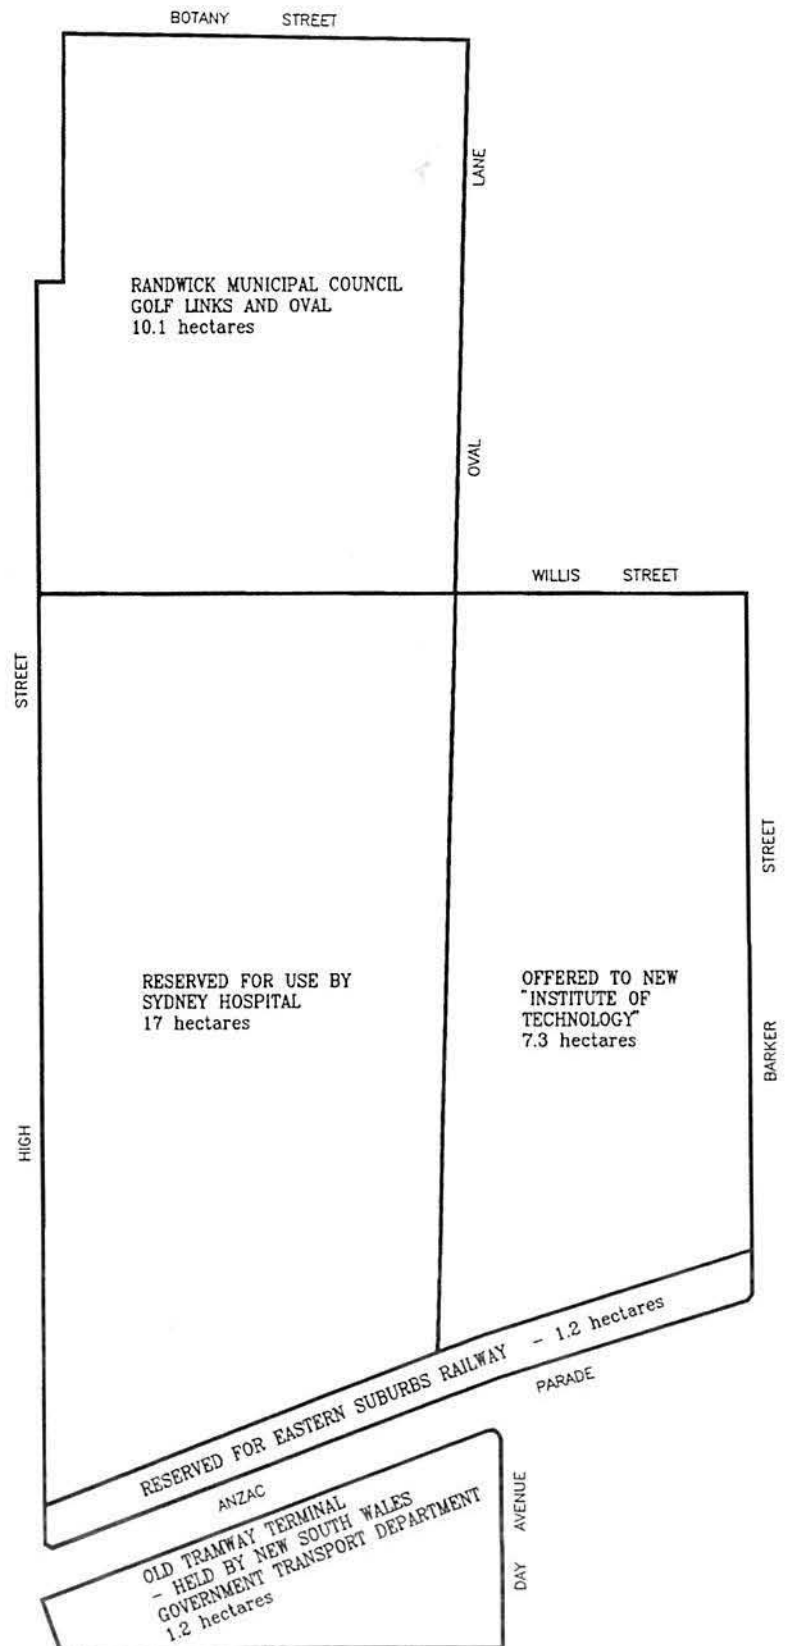 BOTANY STREET
LANE
RANDWICK MUNICIPAL COUNCIL
GOLF LINKS AND OVAL
10.1 hectares
OVAL
WILLIS STREET
STREET
STREET
RESERVED FOR USE BY
SYDNEY HOSPITAL
17 hectares
OFFERED TO NEW
"INSTITUTE OF
TECHNOLOGY"
7.3 hectares
BARKER
HIGH
RESERVED FOR EASTERN SUBURBS RAILWAY - 1.2 hectares
ANZAC PARADE
OLD TRAMWAY TERMINAL
- HELD BY NEW SOUTH WALES
GOVERNMENT TRANSPORT DEPARTMENT
1.2 hectares
DAY AVENUE